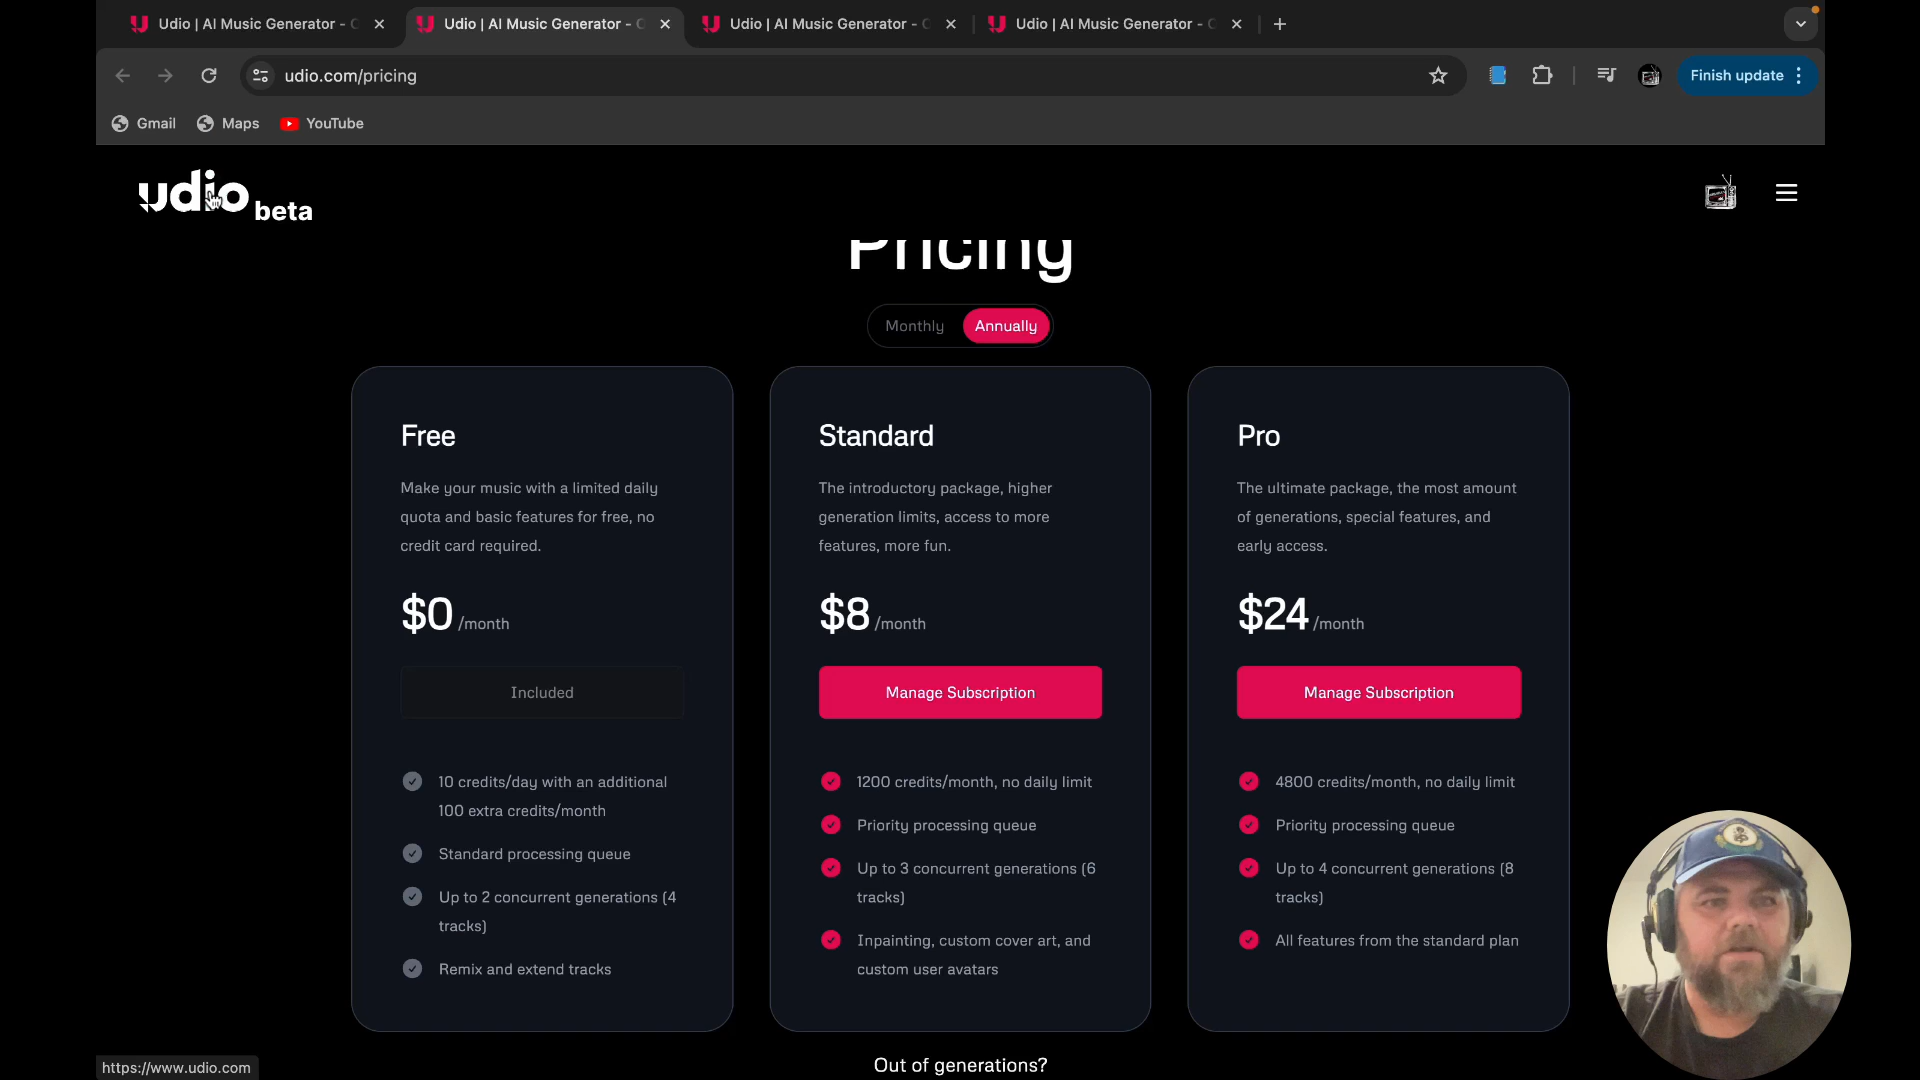 Udio | AI Music Generator -
Udio | AI Music Generator -
Udio | AI Music Generator -
Udio | AI Music Generator -
udio.com/pricing
Finish update
Gmail
Maps
YouTube
udio beta
Pricing
Monthly
Annually
Free
Make your music with a limited daily
quota and basic features for free, no
credit card required.
$0 /month
Included
10 credits/day with an additional
100 extra credits/month
Standard processing queue
Up to 2 concurrent generations (4
tracks)
Remix and extend tracks
Standard
The introductory package, higher
generation limits, access to more
features, more fun.
$8 /month
Manage Subscription
1200 credits/month, no daily limit
Priority processing queue
Up to 3 concurrent generations (6
tracks)
Inpainting, custom cover art, and
custom user avatars
Pro
The ultimate package, the most amount
of generations, special features, and
early access.
$24 /month
Manage Subscription
4800 credits/month, no daily limit
Priority processing queue
Up to 4 concurrent generations (8
tracks)
All features from the standard plan
Out of generations?
https://www.udio.com